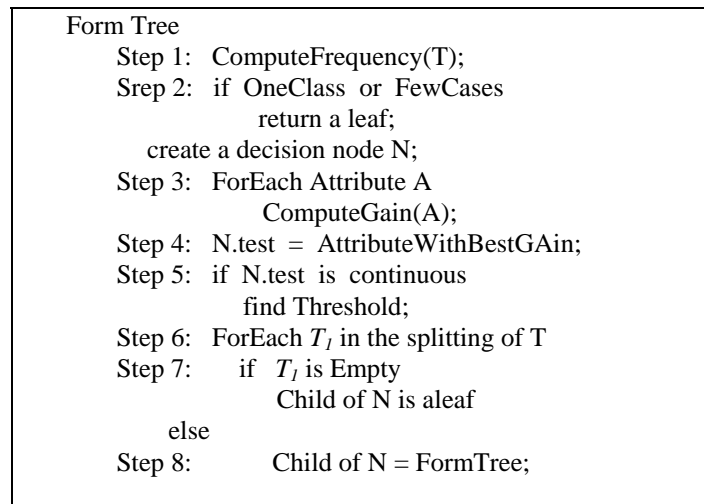 Form Tree
Step 1: ComputeFrequency(T);
Srep 2: if OneClass or FewCases
return a leaf;
create a decision node N;
Step 3: ForEach Attribute A
ComputeGain(A);
Step 4: N.test = AttributeWithBestGAin;
Step 5: if N.test is continuous
find Threshold;
Step 6: ForEach T₁ in the splitting of T
Step 7: if T₁ is Empty
Child of N is aleaf
else
Step 8: Child of N = FormTree;